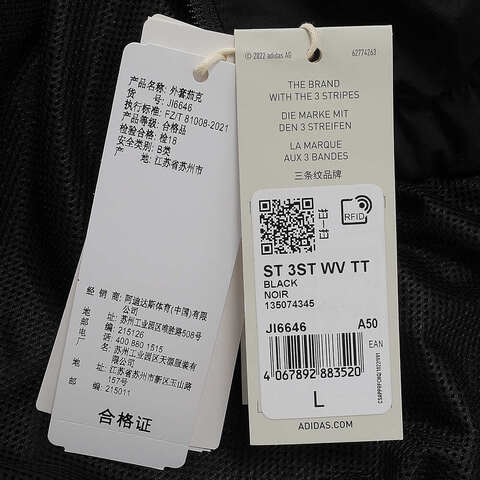 产品名称: 外套茄克
货 号: JI6646
执行标准: FZ/T 81008-2021
产品等级: 合格品
检验合格: 检18
安全类别: B类
产 地: 江苏省苏州市
经 销 商: 阿迪达斯体育(中国)有限公司
地 址: 苏州工业园区唯胜路508号
邮 编: 215126
电 话: 400 880 1515
制 造 商: 苏州工业园区天源服装有限公司
地 址: 江苏省苏州市新区玉山路157号
邮 编: 215011
合格证
© 2022 adidas AG
62774263
THE BRAND
WITH THE 3 STRIPES
DIE MARKE MIT
DEN 3 STREIFEN
LA MARQUE
AUX 3 BANDES
三条纹品牌
RFID
ST 3ST WV TT
BLACK
NOIR
135074345
JI6646 A50
EAN
4 067892 883520
L
ADIDAS.COM